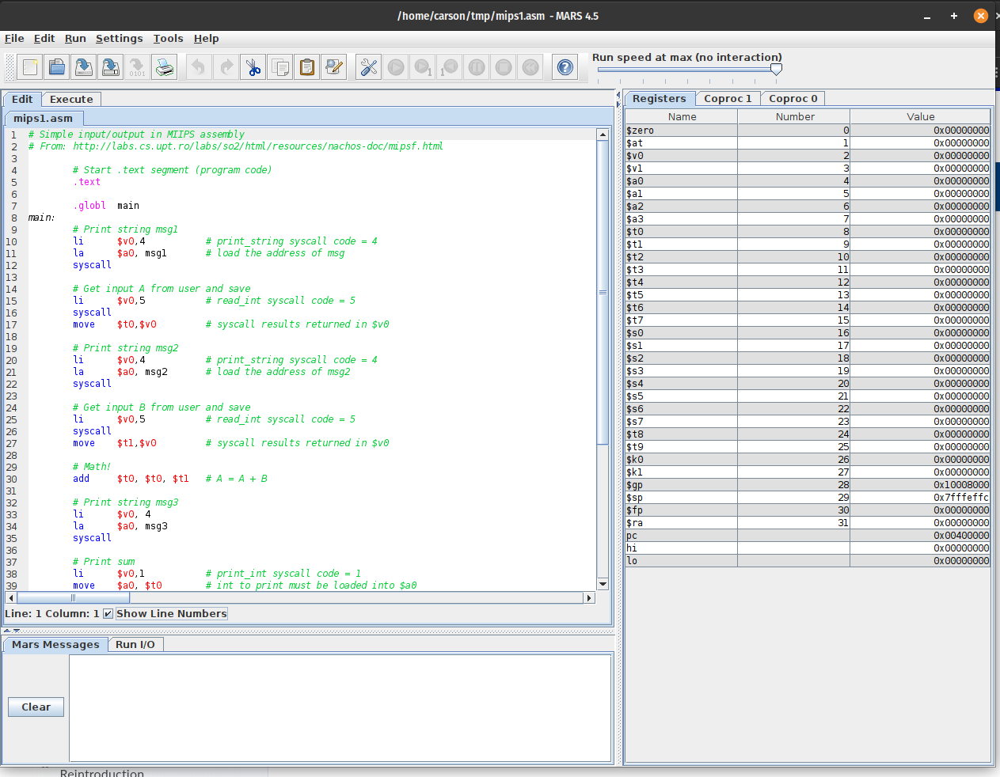 /home/carson/tmp/mips1.asm - MARS 4.5
File Edit Run Settings Tools Help
Run speed at max (no interaction)
Edit Execute
mips1.asm
1 # Simple input/output in MIIPS assembly
2 # From: http://labs.cs.upt.ro/labs/so2/html/resources/nachos-doc/mipsf.html
3
4 # Start .text segment (program code)
5 .text
6
7 .globl main
8 main:
9 # Print string msg1
10 li $v0,4 # print_string syscall code = 4
11 la $a0, msg1 # load the address of msg
12 syscall
13
14 # Get input A from user and save
15 li $v0,5 # read_int syscall code = 5
16 syscall
17 move $t0,$v0 # syscall results returned in $v0
18
19 # Print string msg2
20 li $v0,4 # print_string syscall code = 4
21 la $a0, msg2 # load the address of msg2
22 syscall
23
24 # Get input B from user and save
25 li $v0,5 # read_int syscall code = 5
26 syscall
27 move $t1,$v0 # syscall results returned in $v0
28
29 # Math!
30 add $t0, $t0, $t1 # A = A + B
31
32 # Print string msg3
33 li $v0, 4
34 la $a0, msg3
35 syscall
36
37 # Print sum
38 li $v0,1 # print_int syscall code = 1
39 move $a0, $t0 # int to print must be loaded into $a0
Line: 1 Column: 1 Show Line Numbers
Mars Messages Run I/O
Clear
Registers Coproc 1 Coproc 0
Name Number Value
$zero 0 0x00000000
$at 1 0x00000000
$v0 2 0x00000000
$v1 3 0x00000000
$a0 4 0x00000000
$a1 5 0x00000000
$a2 6 0x00000000
$a3 7 0x00000000
$t0 8 0x00000000
$t1 9 0x00000000
$t2 10 0x00000000
$t3 11 0x00000000
$t4 12 0x00000000
$t5 13 0x00000000
$t6 14 0x00000000
$t7 15 0x00000000
$s0 16 0x00000000
$s1 17 0x00000000
$s2 18 0x00000000
$s3 19 0x00000000
$s4 20 0x00000000
$s5 21 0x00000000
$s6 22 0x00000000
$s7 23 0x00000000
$t8 24 0x00000000
$t9 25 0x00000000
$k0 26 0x00000000
$k1 27 0x00000000
$gp 28 0x10008000
$sp 29 0x7fffeffc
$fp 30 0x00000000
$ra 31 0x00000000
pc 0x00400000
hi 0x00000000
lo 0x00000000
Reintroduction